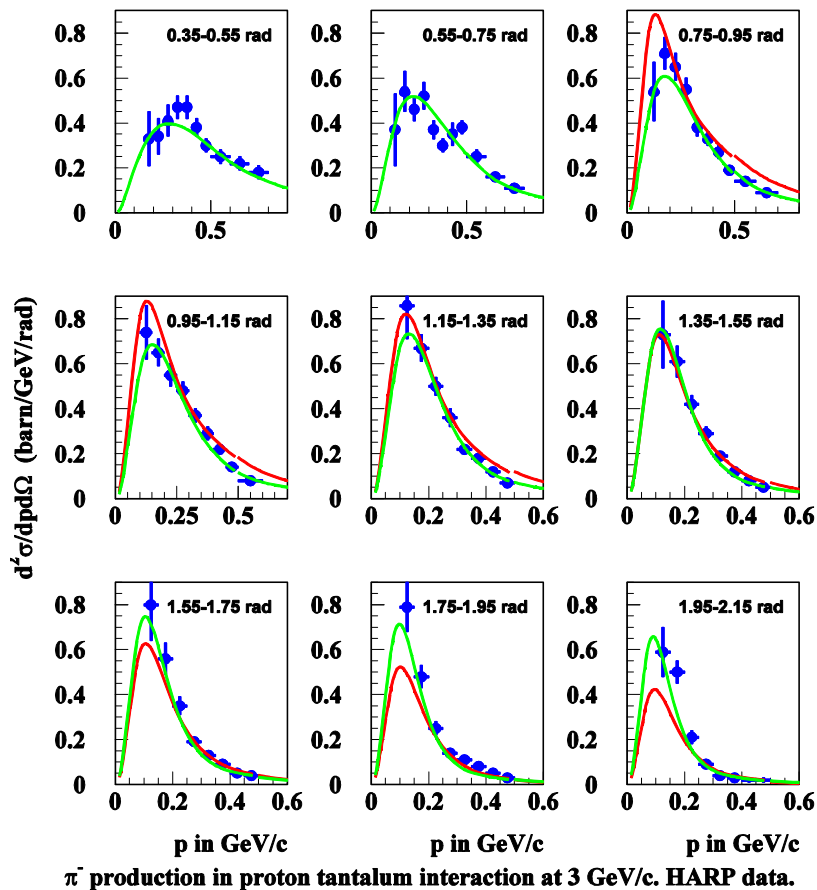 0.35-0.55 rad
0.55-0.75 rad
0.75-0.95 rad
0.8
0.6
0.4
0.2
0
0.5
0.8
0.6
0.4
0.2
0
0.5
0.8
0.6
0.4
0.2
0
0.5
0.95-1.15 rad
1.15-1.35 rad
1.35-1.55 rad
0.8
0.6
0.4
0.2
0
0 0.25 0.5
0.8
0.6
0.4
0.2
0
0 0.2 0.4 0.6
0.8
0.6
0.4
0.2
0
0 0.2 0.4 0.6
d²σ/dpdΩ (barn/GeV/rad)
1.55-1.75 rad
1.75-1.95 rad
1.95-2.15 rad
0.8
0.6
0.4
0.2
0
0 0.2 0.4 0.6
0.8
0.6
0.4
0.2
0
0 0.2 0.4 0.6
0.8
0.6
0.4
0.2
0
0 0.2 0.4 0.6
p in GeV/c
p in GeV/c
p in GeV/c
π⁻ production in proton tantalum interaction at 3 GeV/c. HARP data.